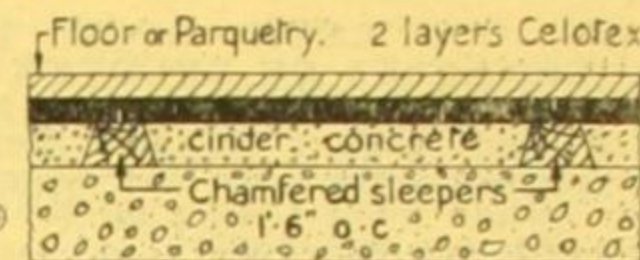 Floor or Parquetry. 2 layers Celotex
cinder concrete
Chamfered sleepers
1'-6" o.c